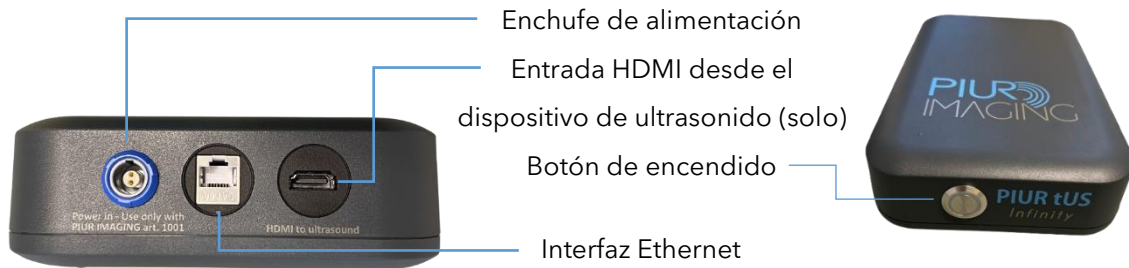 Enchufe de alimentación
Entrada HDMI desde el
dispositivo de ultrasonido (solo)
Botón de encendido
Interfaz Ethernet
Power in - Use only with
PIUR IMAGING art. 1001
HDMI to ultrasound
PIUR
IMAGING
PIUR tUS
Infinity